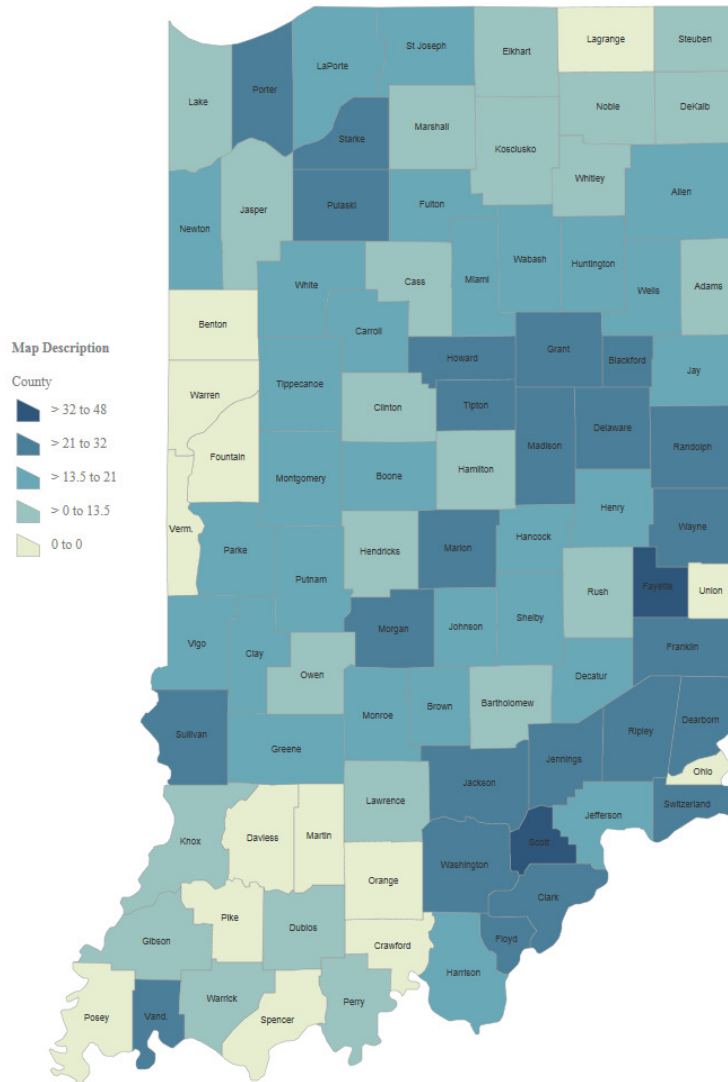 St Joseph
Elkhart
Lagrange
Steuben
LaPorte
Porter
Lake
Noble
DeKalb
Marshall
Starke
Kosciusko
Whitley
Allen
Pulaski
Fulton
Jasper
Newton
Wabash
Huntington
Miami
Cass
White
Wells
Adams
Benton
Carroll
Map Description
Howard
Grant
Blackford
Jay
County
Tippecanoe
Warren
Clinton
Tipton
> 32 to 48
Madison
Delaware
Randolph
> 21 to 32
Fountain
Hamilton
Montgomery
Boone
> 13.5 to 21
Henry
> 0 to 13.5
Wayne
Verm.
Hancock
0 to 0
Parke
Hendricks
Marion
Putnam
Fayette
Union
Rush
Morgan
Johnson
Shelby
Vigo
Clay
Franklin
Owen
Decatur
Bartholomew
Brown
Monroe
Dearborn
Sullivan
Ripley
Greene
Jennings
Ohio
Jackson
Lawrence
Switzerland
Jefferson
Martin
Daviess
Knox
Scott
Washington
Orange
Clark
Pike
Dubios
Floyd
Gibson
Crawford
Harrison
Warrick
Perry
Posey
Vand.
Spencer